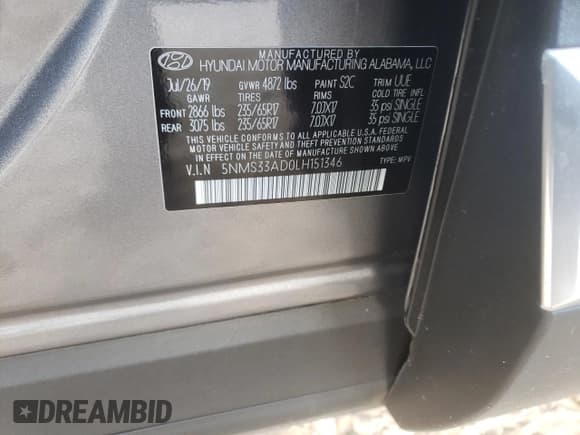 MANUFACTURED BY
HYUNDAI MOTOR MANUFACTURING ALABAMA, LLC
Jul/26/19 GVWR 4872 lbs PAINT S2C TRIM UUE
GAWR TIRES RIMS COLD TIRE INFL
FRONT 2866 lbs 235/65R17 7.0JX17 35 psi SINGLE
REAR 3075 lbs 235/65R17 7.0JX17 35 psi SINGLE
THIS VEHICLE CONFORMS TO ALL APPLICABLE U.S.A. FEDERAL
MOTOR VEHICLE SAFETY, BUMPER, AND THEFT PREVENTION
STANDARDS IN EFFECT ON THE DATE OF MANUFACTURE SHOWN ABOVE.
V.I.N 5NMS33AD0LH151346 TYPE: MPV
DREAMBID